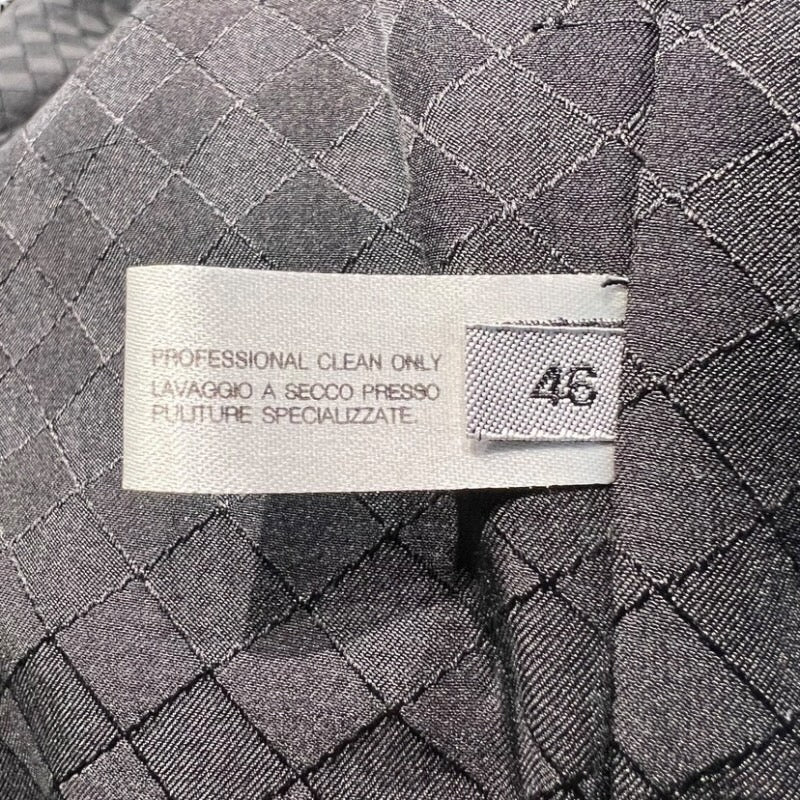 PROFESSIONAL CLEAN ONLY
LAVAGGIO A SECCO PRESSO
PULITURE SPECIALIZZATE.
46